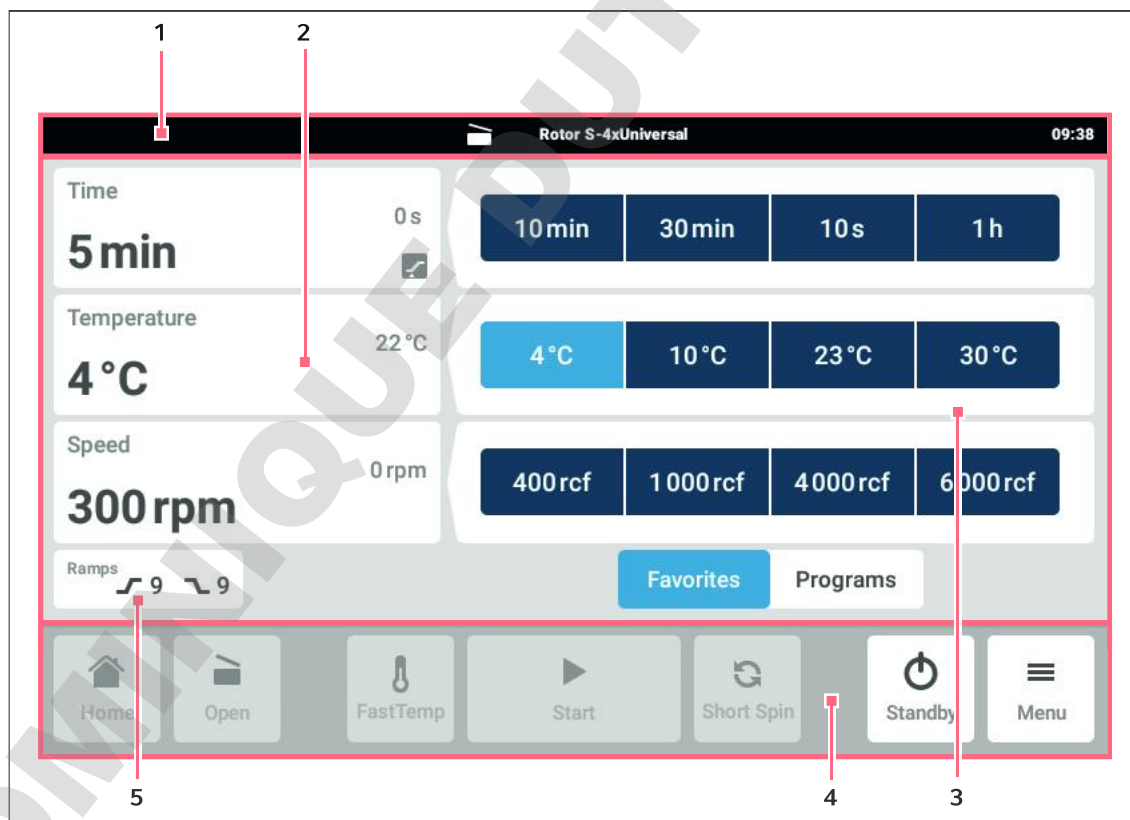 1 2
Rotor S-4xUniversal 09:38
Time
5 min 0 s
10 min 30 min 10 s 1 h
Temperature
4 °C 22 °C
4 °C 10 °C 23 °C 30 °C
Speed
300 rpm 0 rpm
400 rcf 1 000 rcf 4 000 rcf 6 000 rcf
Ramps 9 9
Favorites Programs
Home Open FastTemp Start Short Spin Standby Menu
5 4 3
OMINIQUE DUT